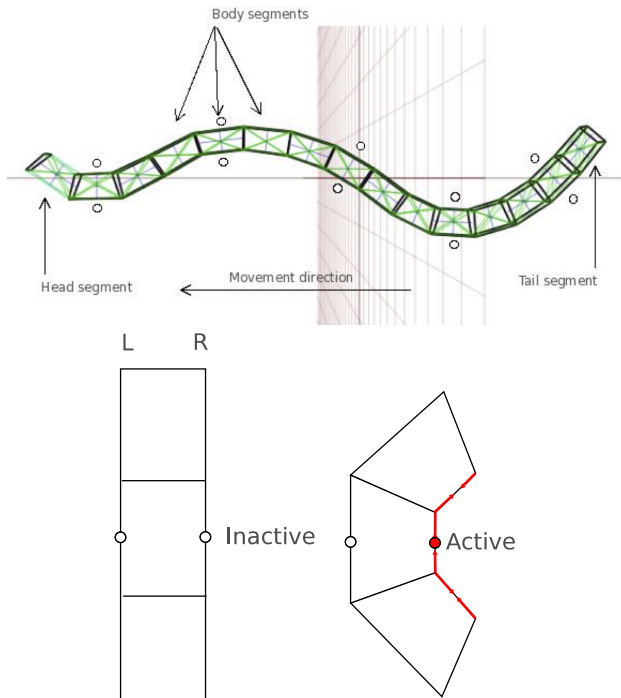 Body segments
Head segment
Movement direction
Tail segment
L R
Inactive
Active